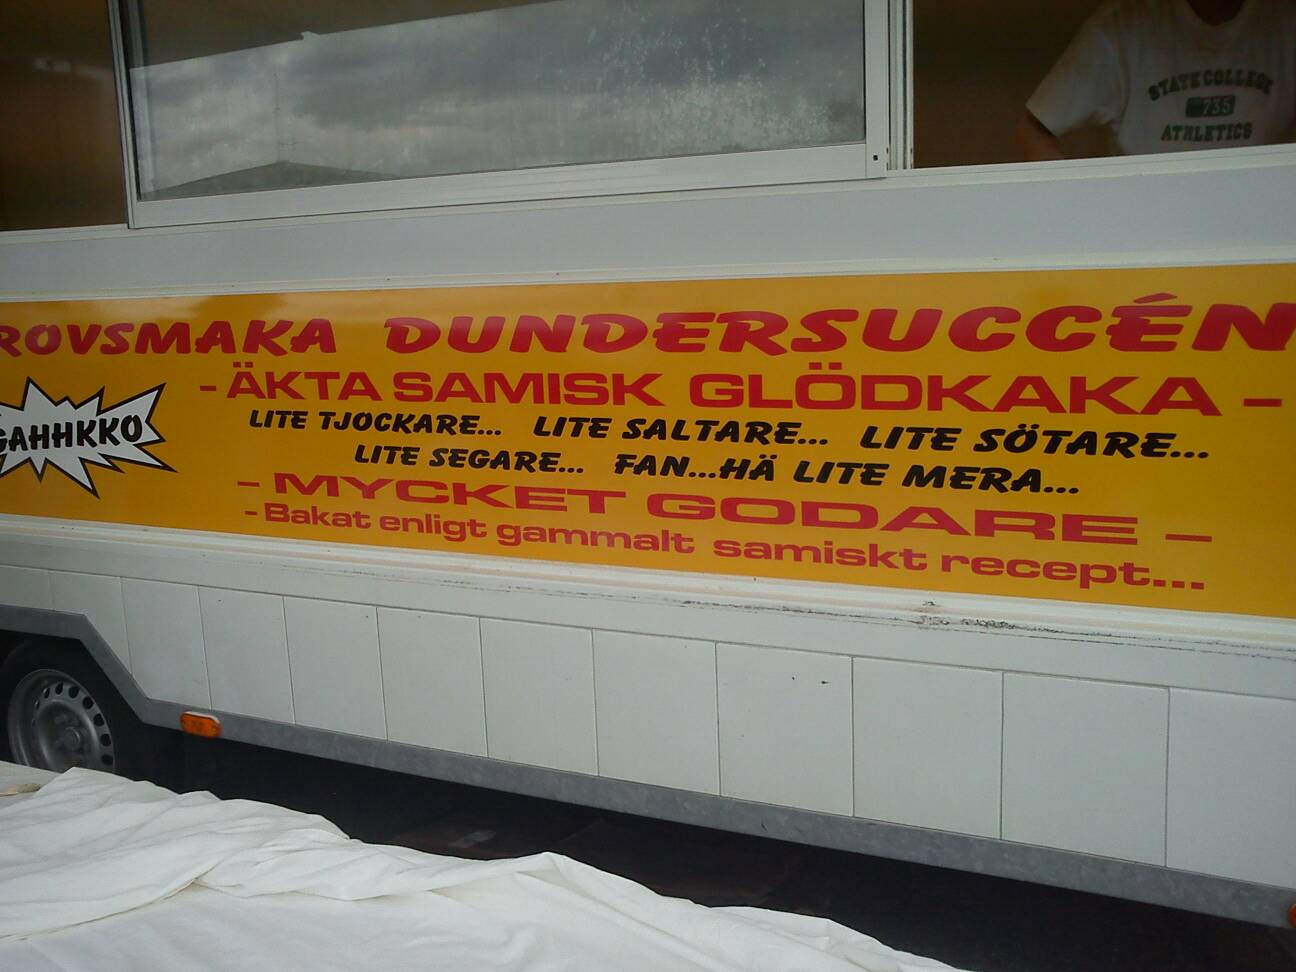 STATE COLLEGE
735
ATHLETICS
ROVSMAKA DUNDERSUCCÉN
- ÄKTA SAMISK GLÖDKAKA -
GAHHKKO
LITE TJOCKARE... LITE SALTARE... LITE SÖTARE...
LITE SEGARE... FAN...HÄ LITE MERA...
- MYCKET GODARE -
- Bakat enligt gammalt samiskt recept...